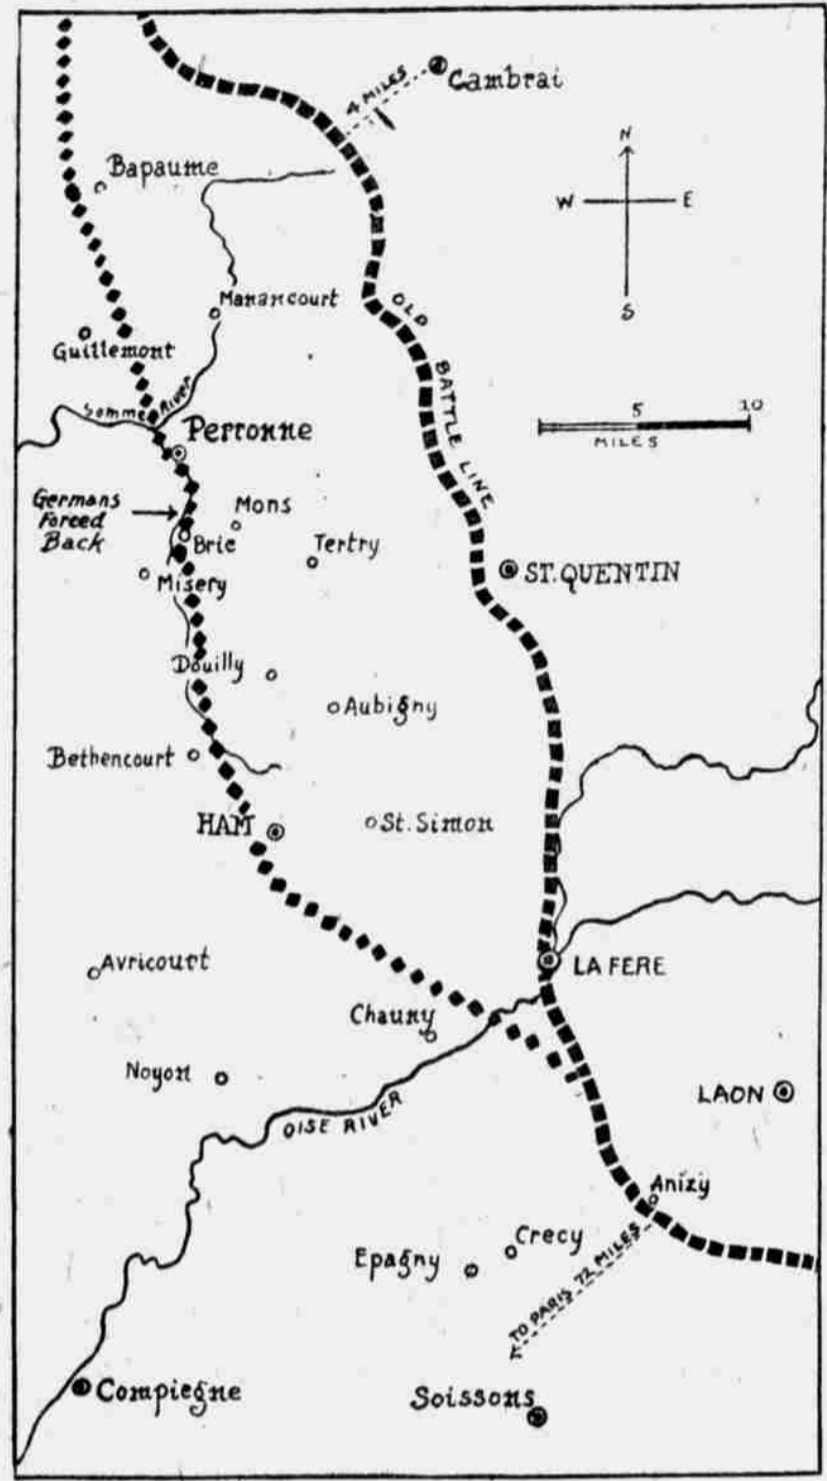 4 MILES
Cambrai
Bapaume
N
W E
S
Manancourt
OLD BATTLE LINE
Guillemont
Somme River
5 10
MILES
Perronne
Germans
Forced
Back
Mons
Brie
Tertry
ST. QUENTIN
Misery
Douilly
Aubigny
Bethencourt
HAM
St. Simon
Avricourt
LA FERE
Chauny
Noyon
LAON
OISE RIVER
Anizy
Crecy
Epagny
TO PARIS 72 MILES
Compiegne
Soissons